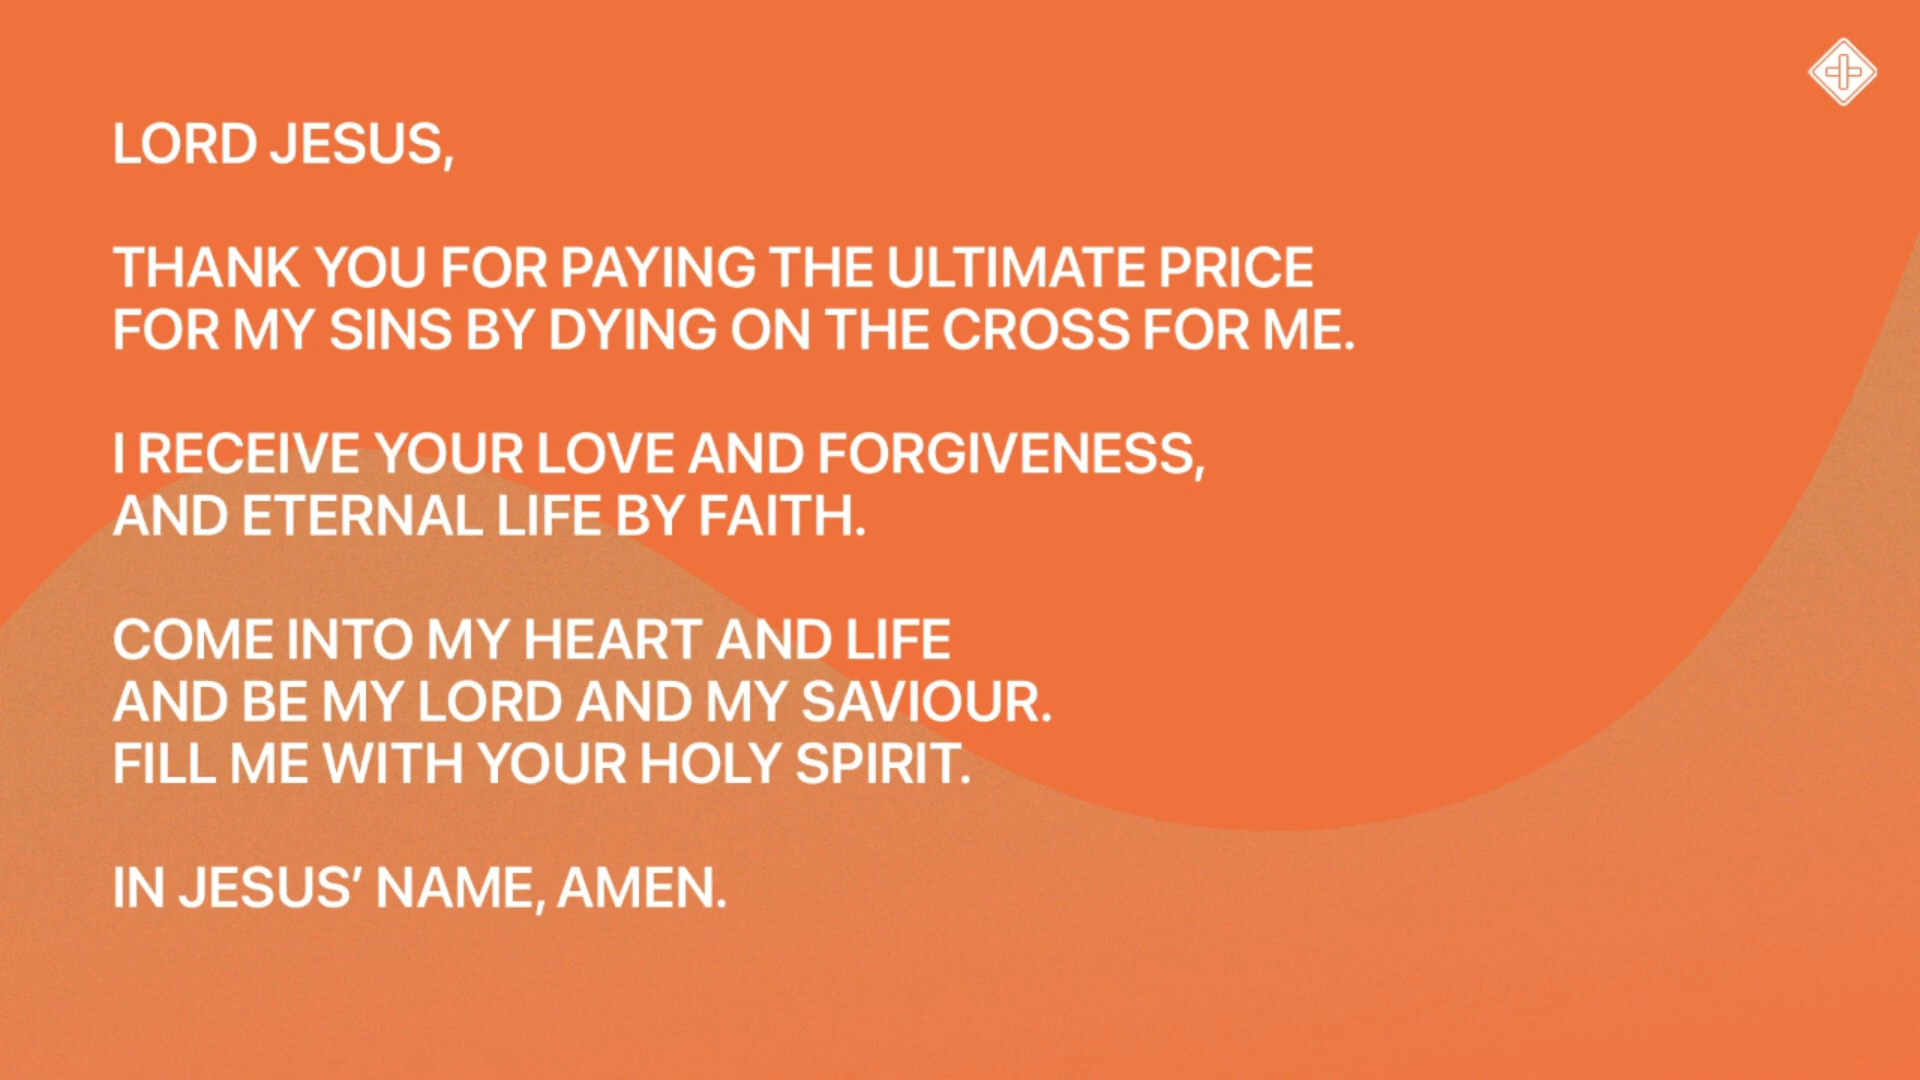 LORD JESUS,
THANK YOU FOR PAYING THE ULTIMATE PRICE
FOR MY SINS BY DYING ON THE CROSS FOR ME.
I RECEIVE YOUR LOVE AND FORGIVENESS,
AND ETERNAL LIFE BY FAITH.
COME INTO MY HEART AND LIFE
AND BE MY LORD AND MY SAVIOUR.
FILL ME WITH YOUR HOLY SPIRIT.
IN JESUS’ NAME, AMEN.